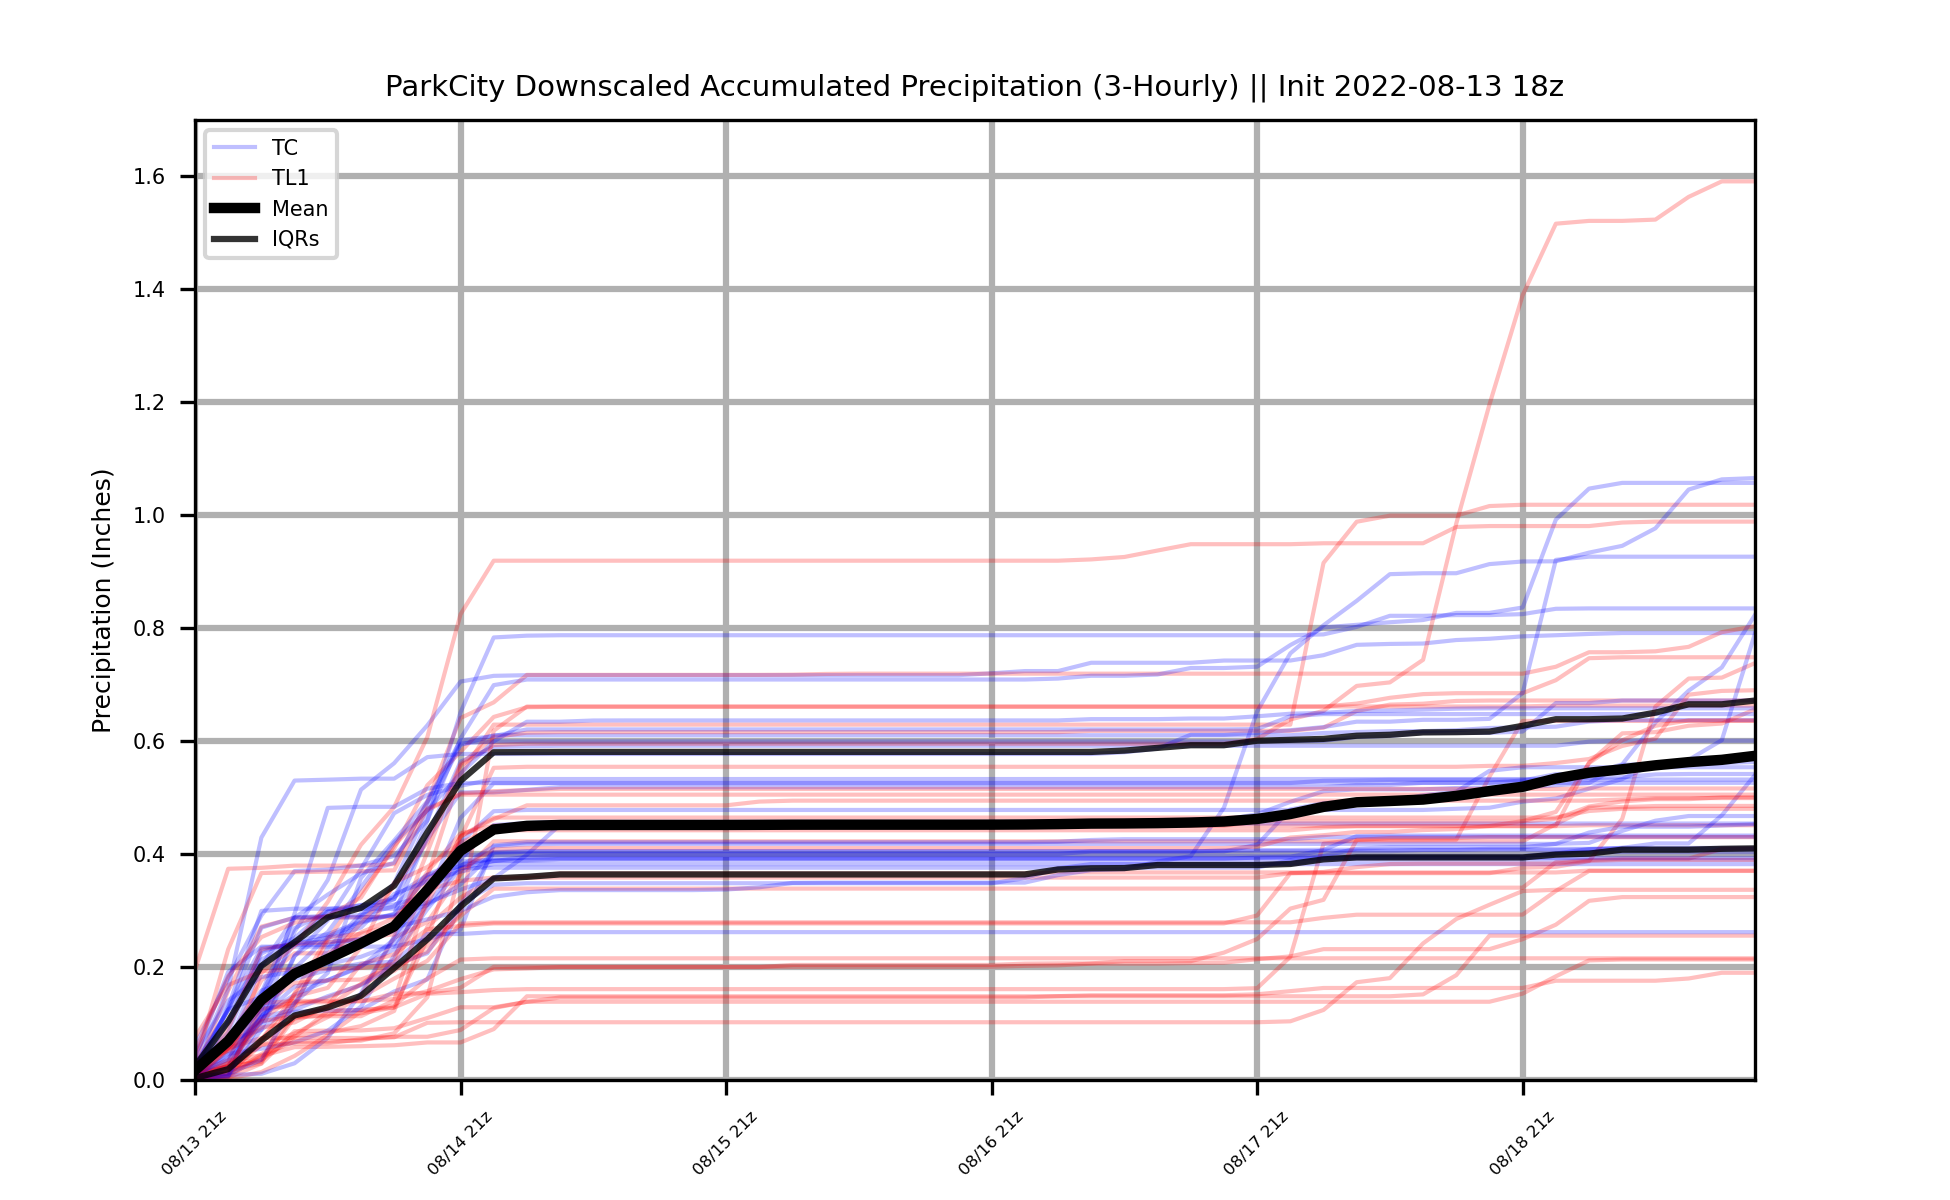 ParkCity Downscaled Accumulated Precipitation (3-Hourly) || Init 2022-08-13 18z
TC
TL1
Mean
IQRs
Precipitation (Inches)
1.6
1.4
1.2
1.0
0.8
0.6
0.4
0.2
0.0
08/13 21z
08/14 21z
08/15 21z
08/16 21z
08/17 21z
08/18 21z